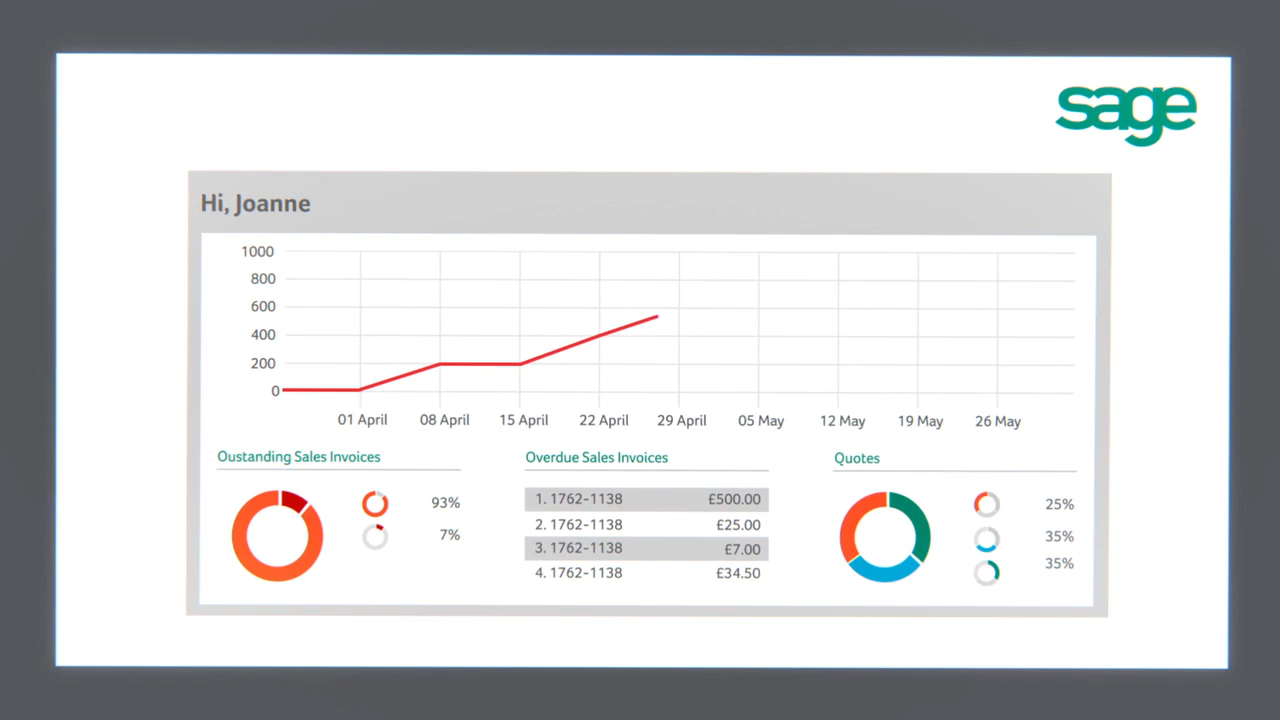 sage
Hi, Joanne
1000
800
600
400
200
0
01 April 08 April 15 April 22 April 29 April 05 May 12 May 19 May 26 May
Oustanding Sales Invoices
93%
7%
Overdue Sales Invoices
1. 1762-1138 £500.00
2. 1762-1138 £25.00
3. 1762-1138 £7.00
4. 1762-1138 £34.50
Quotes
25%
35%
35%